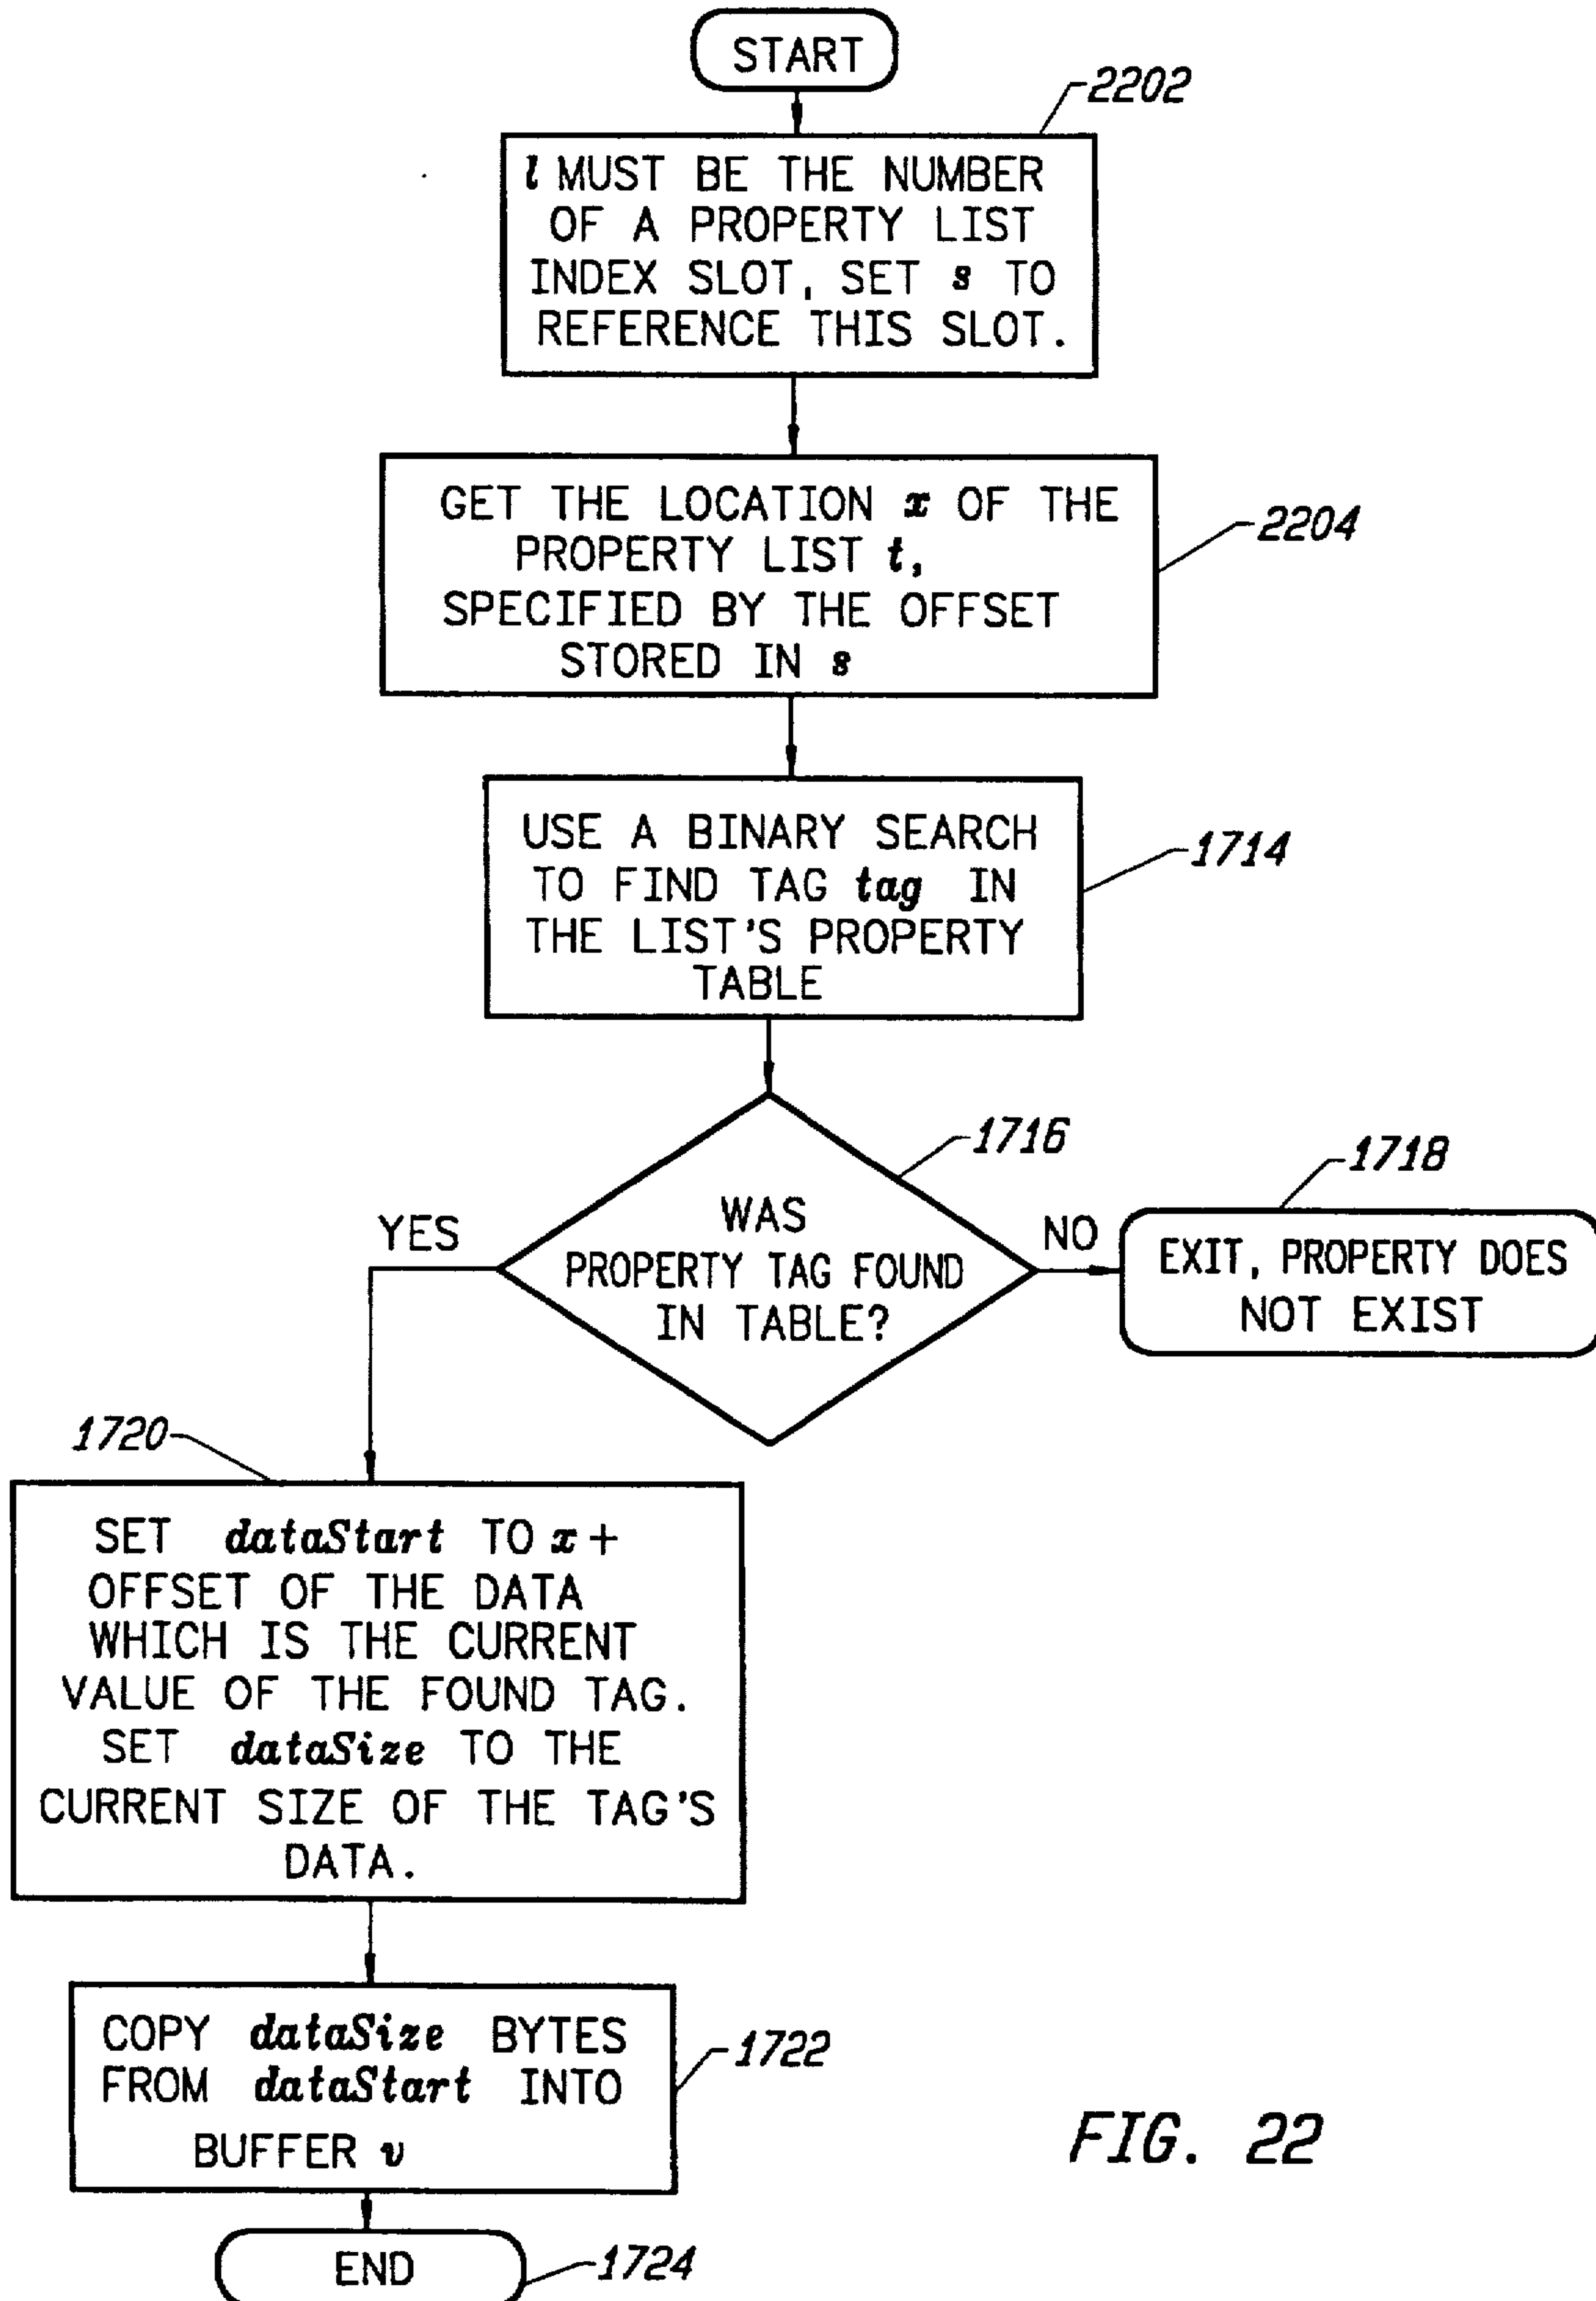 START
2202
l MUST BE THE NUMBER
OF A PROPERTY LIST
INDEX SLOT, SET s TO
REFERENCE THIS SLOT.
GET THE LOCATION x OF THE
PROPERTY LIST t,
SPECIFIED BY THE OFFSET
STORED IN s
2204
USE A BINARY SEARCH
TO FIND TAG tag IN
THE LIST'S PROPERTY
TABLE
1714
1716
WAS
PROPERTY TAG FOUND
IN TABLE?
YES
NO
1718
EXIT, PROPERTY DOES
NOT EXIST
1720
SET dataStart TO x +
OFFSET OF THE DATA
WHICH IS THE CURRENT
VALUE OF THE FOUND TAG.
SET dataSize TO THE
CURRENT SIZE OF THE TAG'S
DATA.
COPY dataSize BYTES
FROM dataStart INTO
BUFFER v
1722
END
1724
FIG. 22